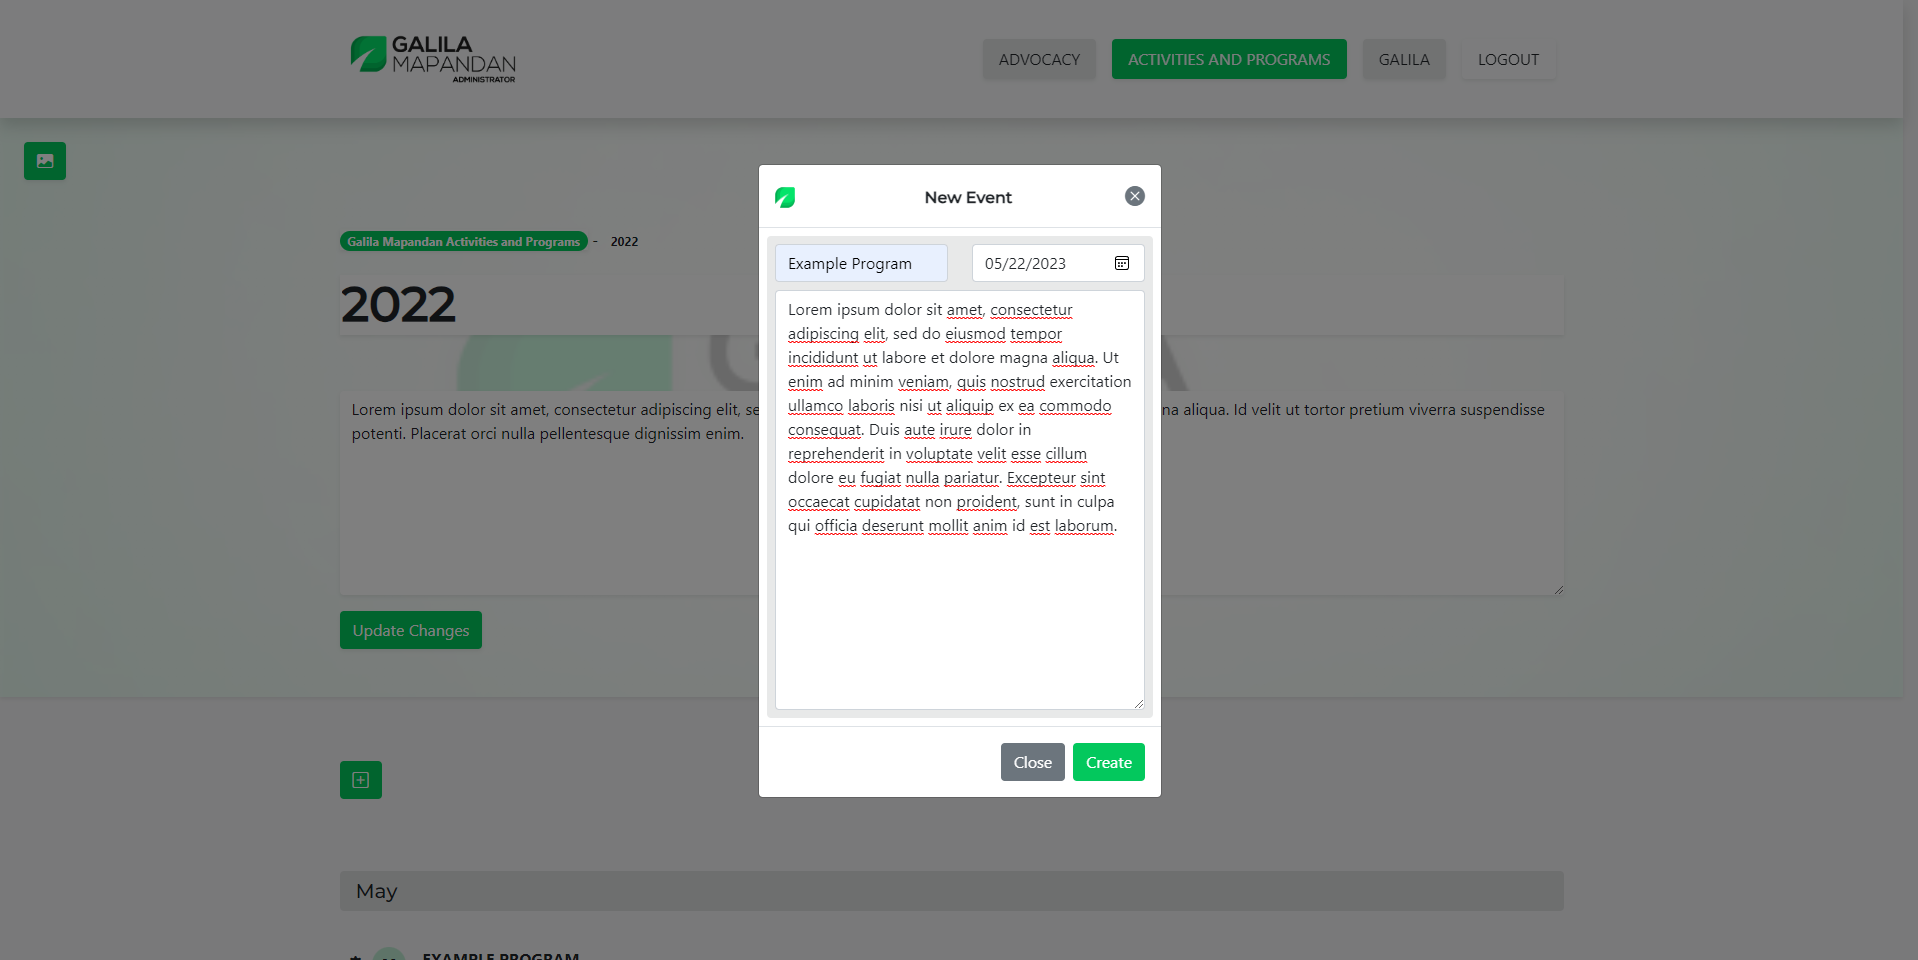 GALILA
MAPANDAN
ADMINISTRATOR
ADVOCACY
ACTIVITIES AND PROGRAMS
GALILA
LOGOUT
New Event
Galila Mapandan Activities and Programs - 2022
2022
Example Program
05/22/2023
Lorem ipsum dolor sit amet, consectetur
adipiscing elit, sed do eiusmod tempor
incididunt ut labore et dolore magna aliqua. Ut
enim ad minim veniam, quis nostrud exercitation
ullamco laboris nisi ut aliquip ex ea commodo
consequat. Duis aute irure dolor in
reprehenderit in voluptate velit esse cillum
dolore eu fugiat nulla pariatur. Excepteur sint
occaecat cupidatat non proident, sunt in culpa
qui officia deserunt mollit anim id est laborum.
Lorem ipsum dolor sit amet, consectetur adipiscing elit, se
na aliqua. Id velit ut tortor pretium viverra suspendisse
potenti. Placerat orci nulla pellentesque dignissim enim.
Update Changes
Close
Create
May
EXAMPLE PROGRAM